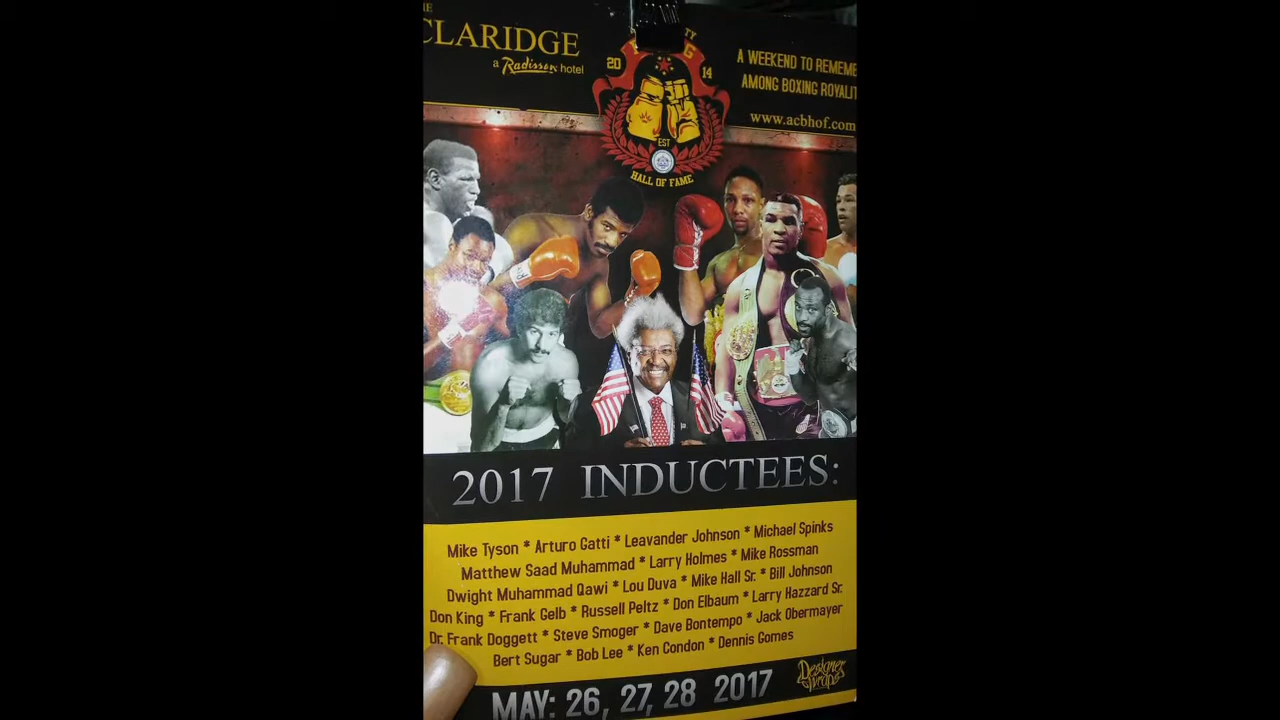 CLARIDGE
a Radisson hotel
20 14
EST
HALL OF FAME
A WEEKEND TO REMEME
AMONG BOXING ROYALIT
www.acbhof.com
2017 INDUCTEES:
Mike Tyson * Arturo Gatti * Leavander Johnson * Michael Spinks
Matthew Saad Muhammad * Larry Holmes * Mike Rossman
Dwight Muhammad Qawi * Lou Duva * Mike Hall Sr. * Bill Johnson
Don King * Frank Gelb * Russell Peltz * Don Elbaum * Larry Hazzard Sr.
Dr. Frank Doggett * Steve Smoger * Dave Bontempo * Jack Obermayer
Bert Sugar * Bob Lee * Ken Condon * Dennis Gomes
MAY: 26, 27, 28 2017
Designer Wraps